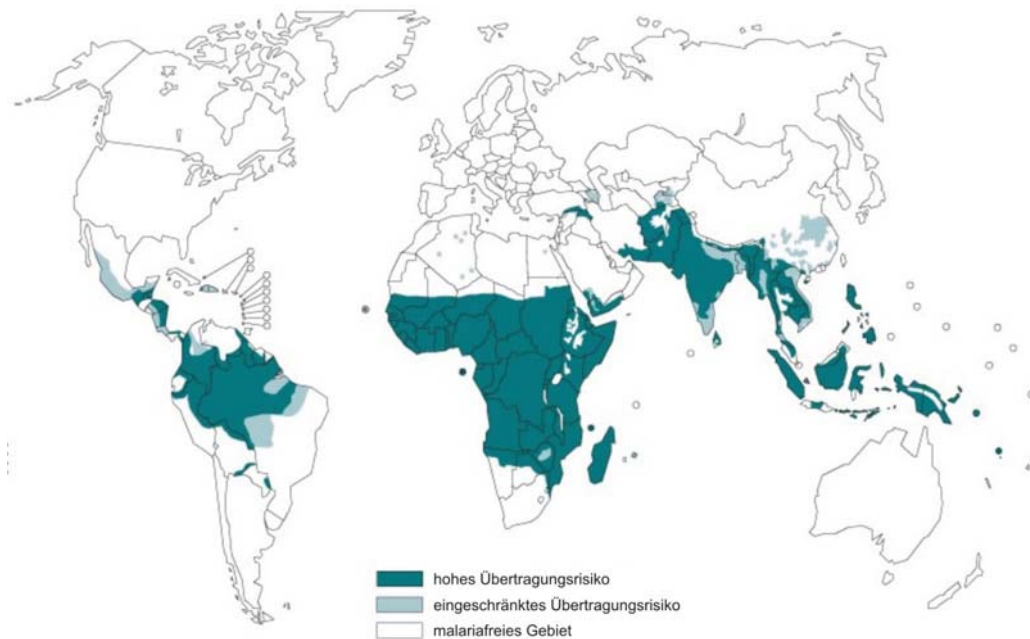 hohes Übertragungsrisiko
eingeschränktes Übertragungsrisiko
malariafreies Gebiet